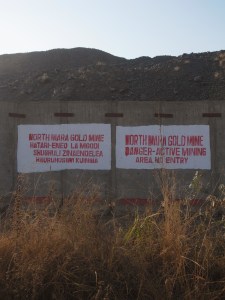 NORTH MARA GOLD MINE
HATARI-ENEO LA MGODI
SHUGHULI ZINAENDELEA
HAIRUHUSIWI KUINGIA
NORTH MARA GOLD MINE
DANGER-ACTIVE MINING
AREA NO ENTRY